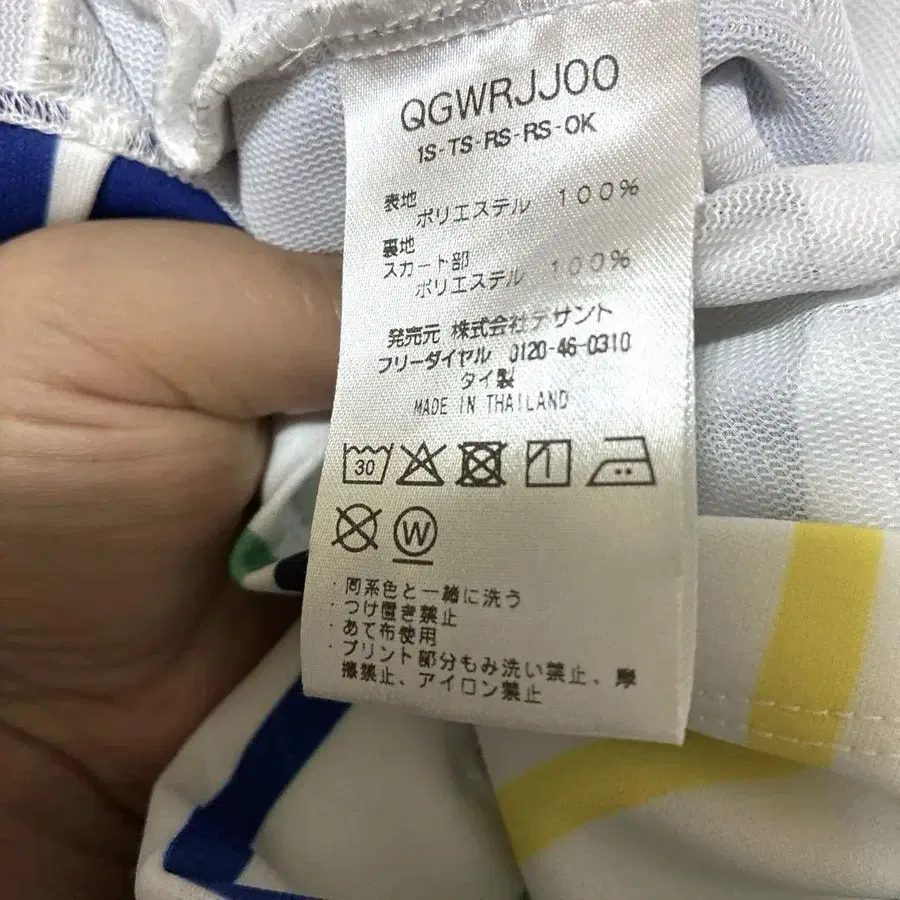 QGWRJJ00
1S-TS-RS-RS-OK
表地
ポリエステル 100%
裏地
スカート部
ポリエステル 100%
発売元 株式会社デサント
フリーダイヤル 0120-46-0310
タイ製
MADE IN THAILAND
30
W
・同系色と一緒に洗う
・つけ置き禁止
・あて布使用
・プリント部分もみ洗い禁止、摩
擦禁止、アイロン禁止